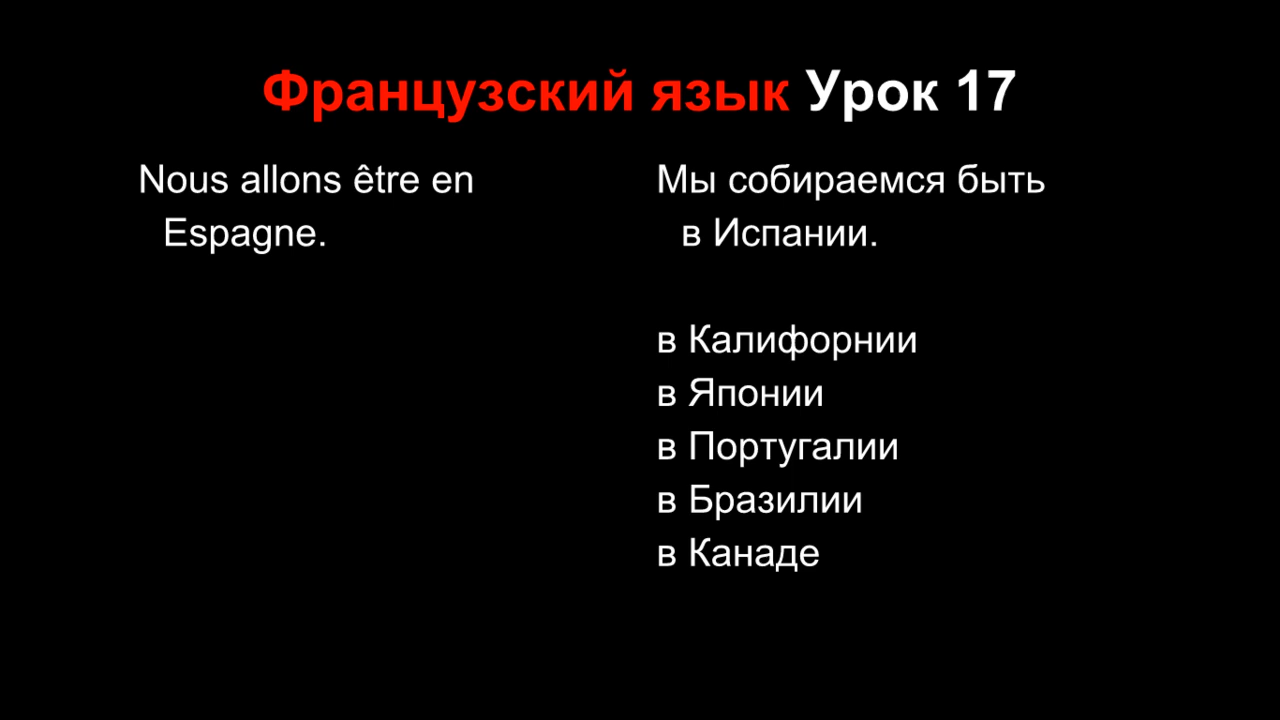 Французский язык Урок 17
Nous allons être en
Espagne.
Мы собираемся быть
в Испании.
в Калифорнии
в Японии
в Португалии
в Бразилии
в Канаде